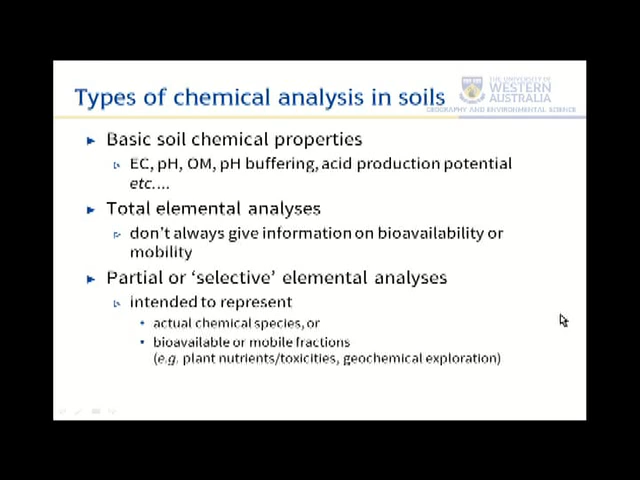 Types of chemical analysis in soils
THE UNIVERSITY OF
WESTERN
AUSTRALIA
GEOGRAPHY AND ENVIRONMENTAL SCIENCE
Basic soil chemical properties
EC, pH, OM, pH buffering, acid production potential
etc....
Total elemental analyses
don't always give information on bioavailability or
mobility
Partial or 'selective' elemental analyses
intended to represent
actual chemical species, or
bioavailable or mobile fractions
(e.g. plant nutrients/toxicities, geochemical exploration)